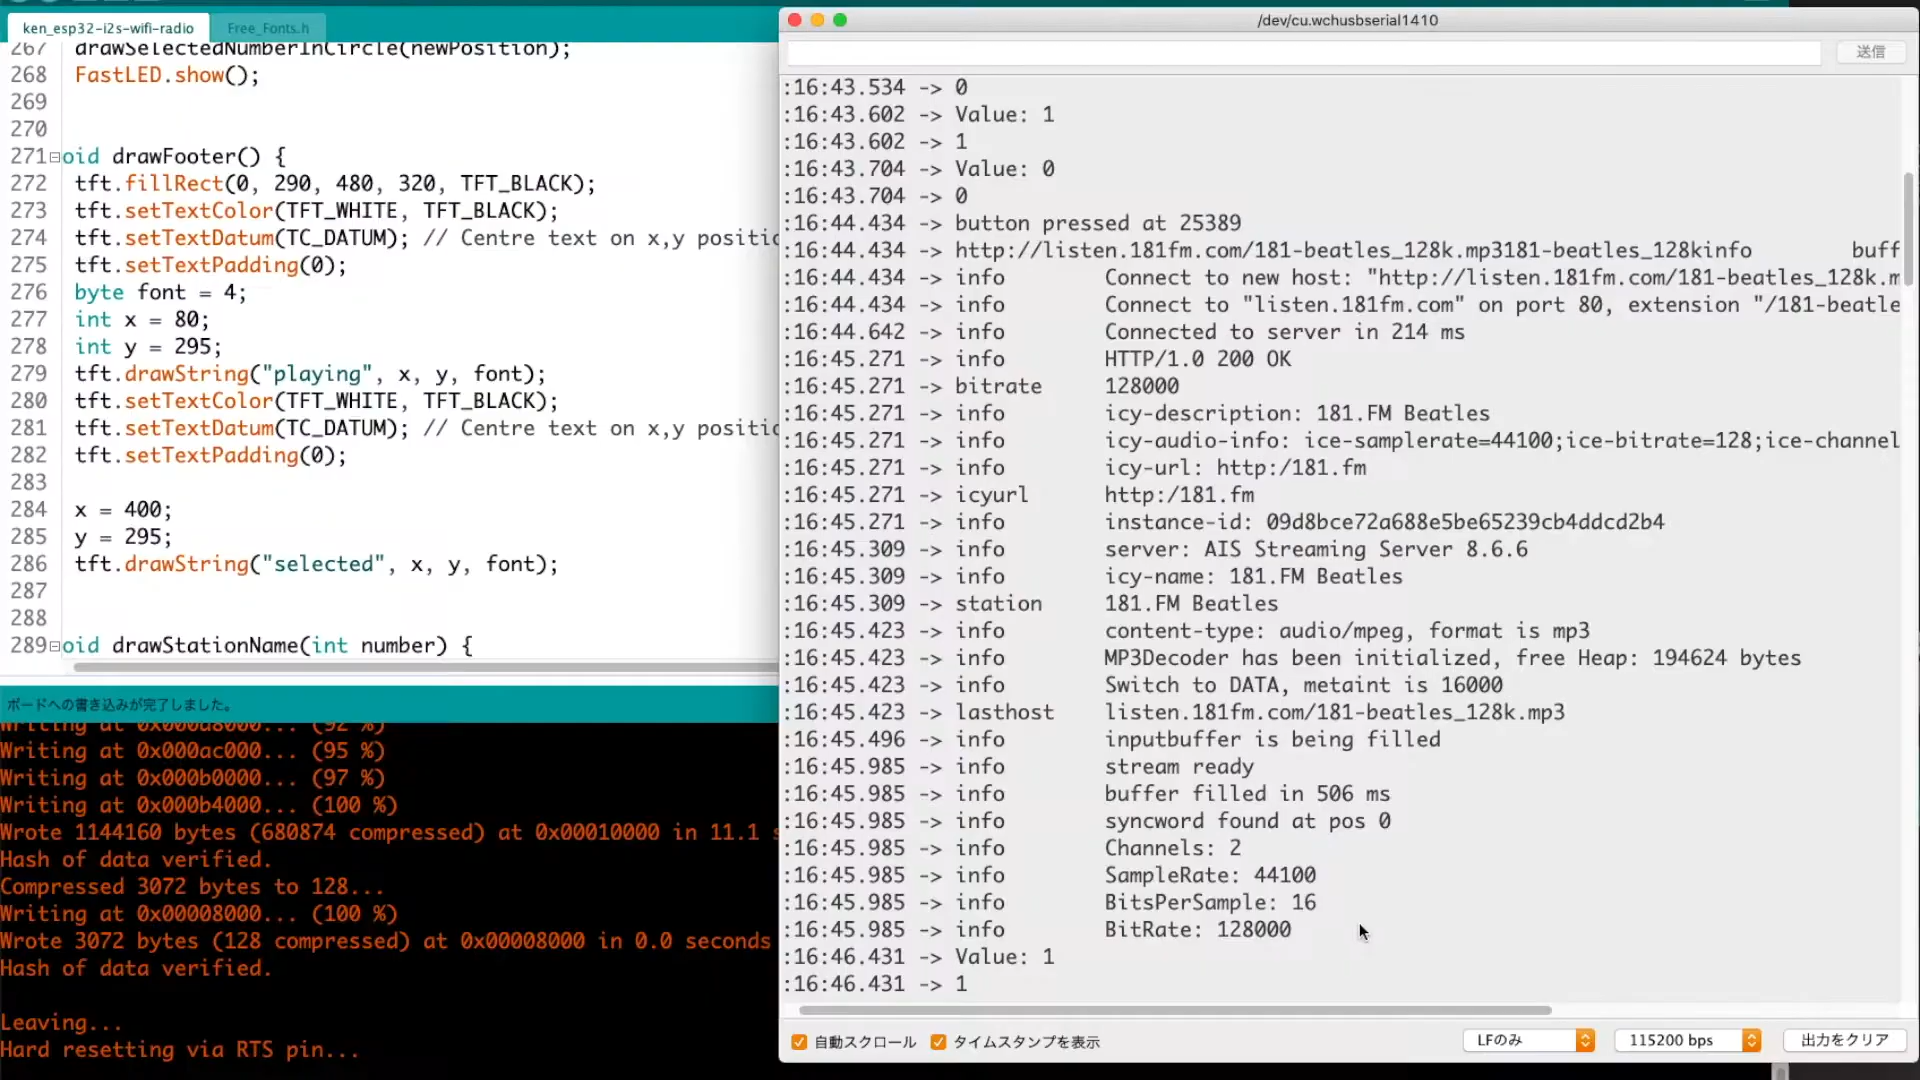 ken_esp32-i2s-wifi-radio
Free_Fonts.h
267 drawSelectedNumberInCircle(newPosition);
268 FastLED.show();
269
270
271 oid drawFooter() {
272 tft.fillRect(0, 290, 480, 320, TFT_BLACK);
273 tft.setTextColor(TFT_WHITE, TFT_BLACK);
274 tft.setTextDatum(TC_DATUM); // Centre text on x,y positic
275 tft.setTextPadding(0);
276 byte font = 4;
277 int x = 80;
278 int y = 295;
279 tft.drawString("playing", x, y, font);
280 tft.setTextColor(TFT_WHITE, TFT_BLACK);
281 tft.setTextDatum(TC_DATUM); // Centre text on x,y positic
282 tft.setTextPadding(0);
283
284 x = 400;
285 y = 295;
286 tft.drawString("selected", x, y, font);
287
288
289 oid drawStationName(int number) {
ボードへの書き込みが完了しました。
Writing at 0x000a8000... (92 %)
Writing at 0x000ac000... (95 %)
Writing at 0x000b0000... (97 %)
Writing at 0x000b4000... (100 %)
Wrote 1144160 bytes (680874 compressed) at 0x00010000 in 11.1 s
Hash of data verified.
Compressed 3072 bytes to 128...
Writing at 0x00008000... (100 %)
Wrote 3072 bytes (128 compressed) at 0x00008000 in 0.0 seconds
Hash of data verified.
Leaving...
Hard resetting via RTS pin...
/dev/cu.wchusbserial1410
送信
:16:43.534 -> 0
:16:43.602 -> Value: 1
:16:43.602 -> 1
:16:43.704 -> Value: 0
:16:43.704 -> 0
:16:44.434 -> button pressed at 25389
:16:44.434 -> http://listen.181fm.com/181-beatles_128k.mp3181-beatles_128kinfo buff
:16:44.434 -> info Connect to new host: "http://listen.181fm.com/181-beatles_128k.m
:16:44.434 -> info Connect to "listen.181fm.com" on port 80, extension "/181-beatle
:16:44.642 -> info Connected to server in 214 ms
:16:45.271 -> info HTTP/1.0 200 OK
:16:45.271 -> bitrate 128000
:16:45.271 -> info icy-description: 181.FM Beatles
:16:45.271 -> info icy-audio-info: ice-samplerate=44100;ice-bitrate=128;ice-channel
:16:45.271 -> info icy-url: http:/181.fm
:16:45.271 -> icyurl http:/181.fm
:16:45.271 -> info instance-id: 09d8bce72a688e5be65239cb4ddcd2b4
:16:45.309 -> info server: AIS Streaming Server 8.6.6
:16:45.309 -> info icy-name: 181.FM Beatles
:16:45.309 -> station 181.FM Beatles
:16:45.423 -> info content-type: audio/mpeg, format is mp3
:16:45.423 -> info MP3Decoder has been initialized, free Heap: 194624 bytes
:16:45.423 -> info Switch to DATA, metaint is 16000
:16:45.423 -> lasthost listen.181fm.com/181-beatles_128k.mp3
:16:45.496 -> info inputbuffer is being filled
:16:45.985 -> info stream ready
:16:45.985 -> info buffer filled in 506 ms
:16:45.985 -> info syncword found at pos 0
:16:45.985 -> info Channels: 2
:16:45.985 -> info SampleRate: 44100
:16:45.985 -> info BitsPerSample: 16
:16:45.985 -> info BitRate: 128000
:16:46.431 -> Value: 1
:16:46.431 -> 1
自動スクロール タイムスタンプを表示 LFのみ 115200 bps 出力をクリア